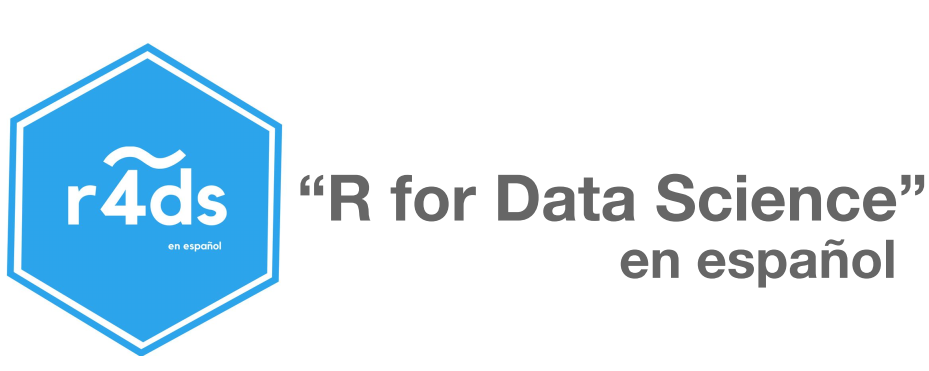 r4ds
en español
“R for Data Science”
en español